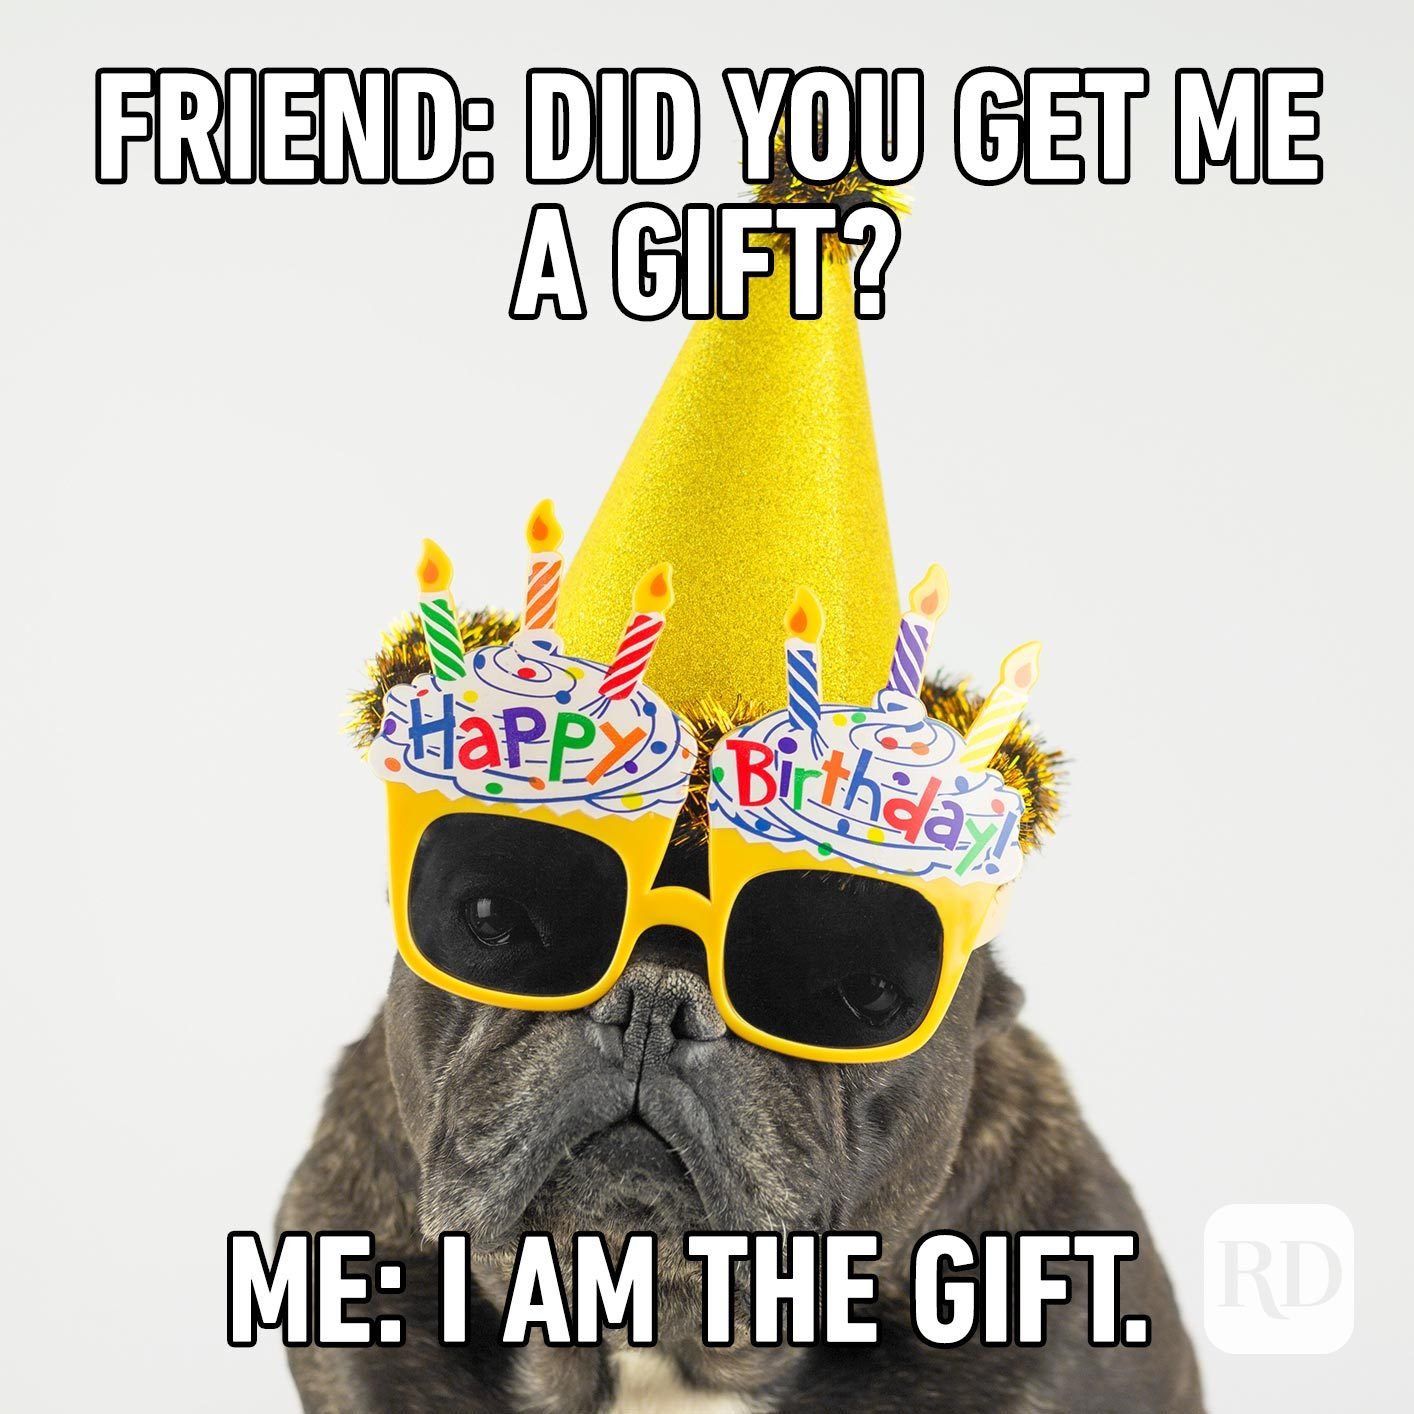 FRIEND: DID YOU GET ME
A GIFT?
Happy Birthday!
ME: I AM THE GIFT.
RD